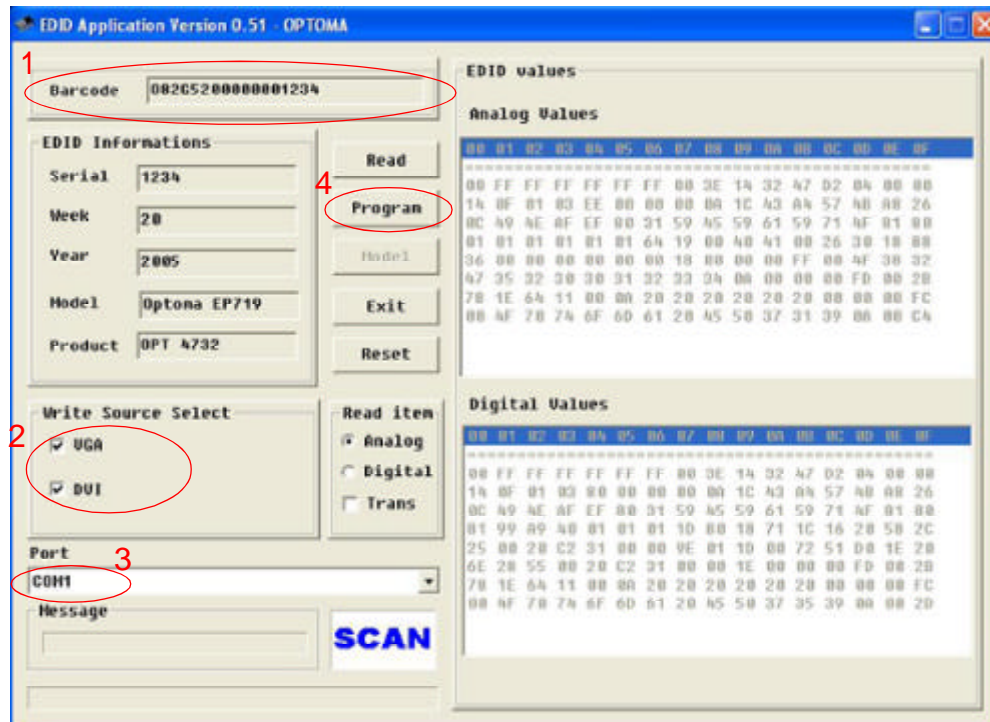 EDID Application Version 0.51 - OPTOMA
1
Barcode 082G5200000001234
EDID Informations
Serial 1234
Week 20
Year 2005
Model Optoma EP719
Product OPT 4732
Read
4
Program
Model
Exit
Reset
Write Source Select
2
VGA
DVI
Read item
Analog
Digital
Trans
Port
3
COM1
Message
SCAN
EDID values
Analog Values
00 01 02 03 04 05 06 07 08 09 0A 0B 0C 0D 0E 0F
00 FF FF FF FF FF FF 00 3E 14 32 47 D2 04 00 00
14 0F 01 03 EE 00 00 00 0A 1C 43 A4 57 4B A8 26
0C 49 4E AF EF 80 31 59 45 59 61 59 71 4F 81 80
01 01 01 01 01 01 64 19 00 40 41 00 26 30 18 88
36 00 00 00 00 00 00 18 00 00 00 FF 00 4F 38 32
47 35 32 30 30 31 32 33 34 0A 00 00 00 FD 00 2B
78 1E 64 11 00 0A 20 20 20 20 20 20 00 00 00 FC
00 4F 70 74 6F 6D 61 20 45 50 37 31 39 0A 00 C4
Digital Values
00 01 02 03 04 05 06 07 08 09 0A 0B 0C 0D 0E 0F
00 FF FF FF FF FF FF 00 3E 14 32 47 D2 04 00 00
14 0F 01 03 80 00 00 00 0A 1C 43 A4 57 4B A8 26
0C 49 4E AF EF 80 31 59 45 59 61 59 71 4F 81 80
81 99 A9 40 01 01 01 1D 80 18 71 1C 16 20 58 2C
25 00 20 C2 31 00 00 9E 01 1D 00 72 51 D0 1E 20
6E 28 55 00 20 C2 31 00 00 1E 00 00 00 FD 00 2B
78 1E 64 11 00 0A 20 20 20 20 20 20 00 00 00 FC
00 4F 70 74 6F 6D 61 20 45 50 37 35 39 0A 00 2D